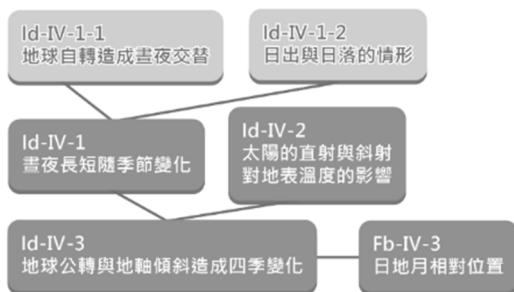 Id-IV-1-1
地球自轉造成晝夜交替
Id-IV-1-2
日出與日落的情形
Id-IV-1
晝夜長短隨季節變化
Id-IV-2
太陽的直射與斜射
對地表溫度的影響
Id-IV-3
地球公轉與地軸傾斜造成四季變化
Fb-IV-3
日地月相對位置